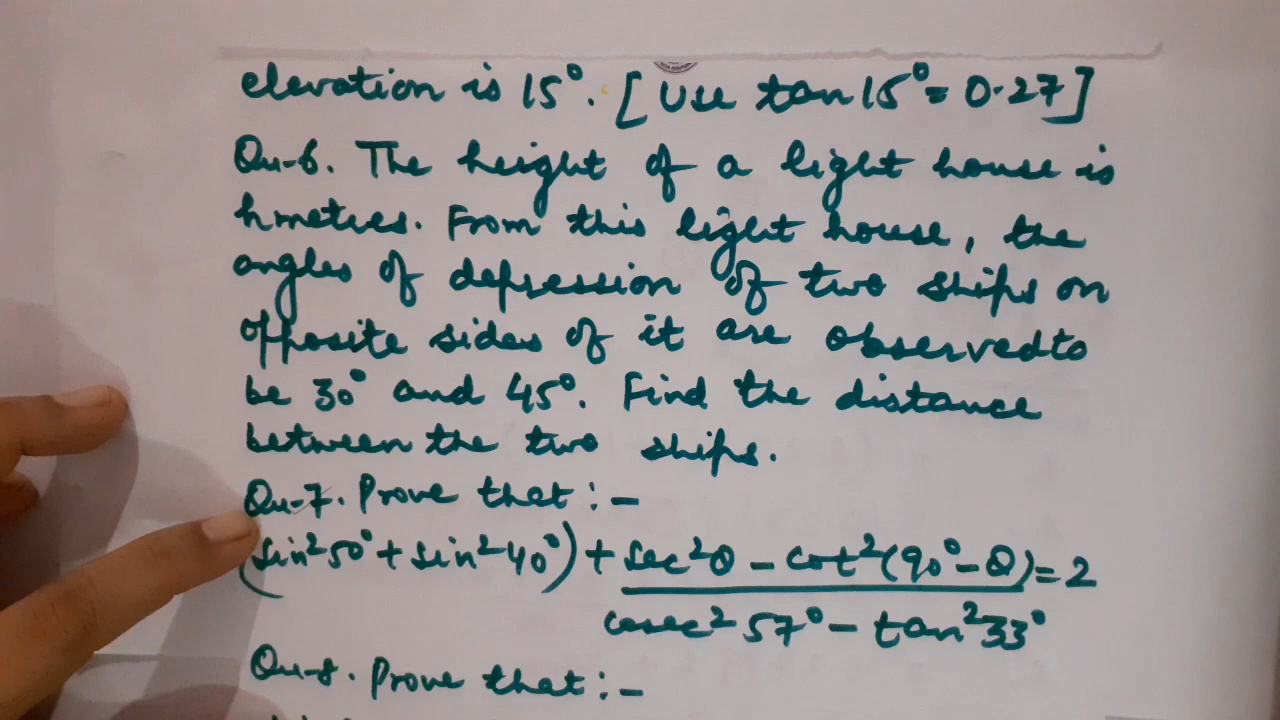 elevation is 15°. [Use tan 15° = 0.27]
Qu-6. The height of a light house is
h metres. From this light house, the
angles of depression of two ships on
opposite sides of it are observed to
be 30° and 45°. Find the distance
between the two ships.
Qu-7. Prove that :-
(sin²50° + sin²40°) + sec²θ - cot²(90° - θ) = 2
cosec²57° - tan²33°
Qu-8. Prove that :-